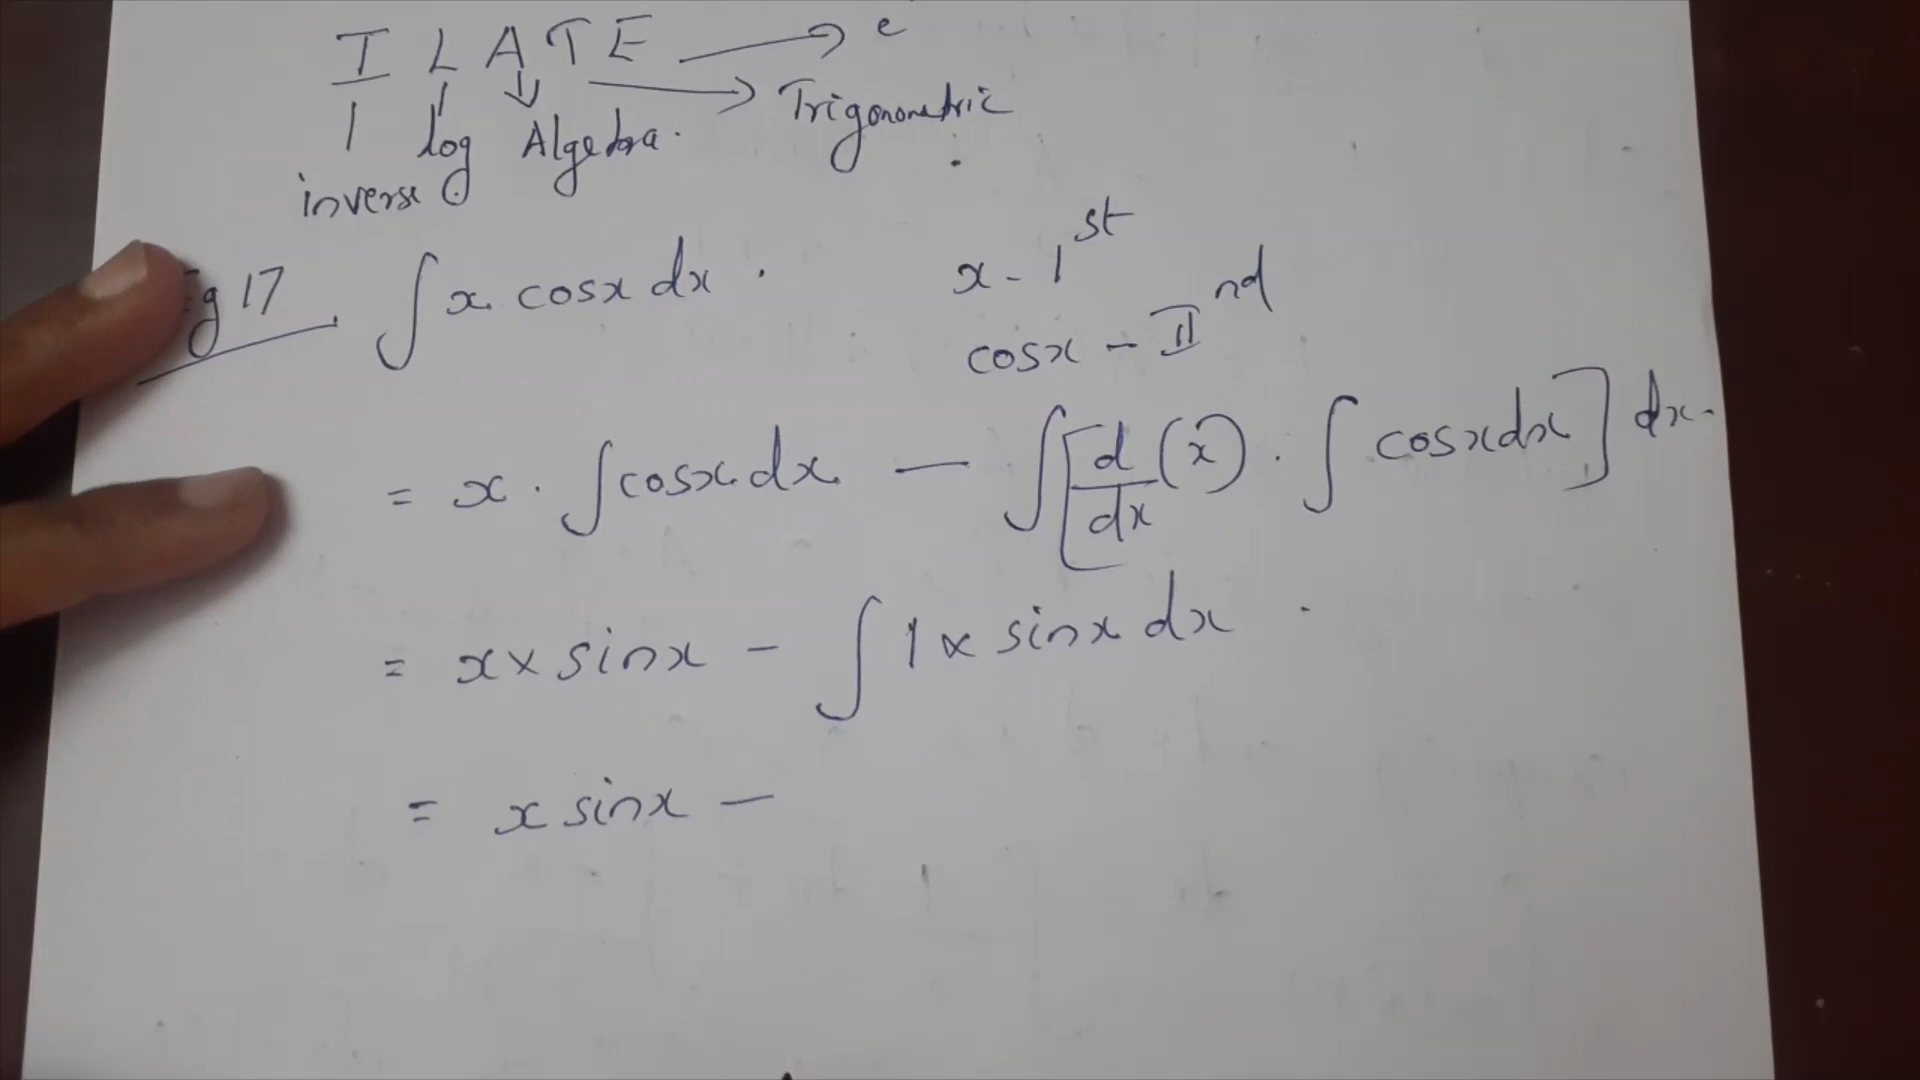 I L A T E → e
I log Algebra. → Trigonometric
inverse
Eg 17 ∫ x cosx dx . x - 1st
cosx - IInd
= x . ∫ cosx dx — ∫ [ d/dx (x) . ∫ cosx dx ] dx.
= x × sinx - ∫ 1 × sinx dx .
= x sinx —